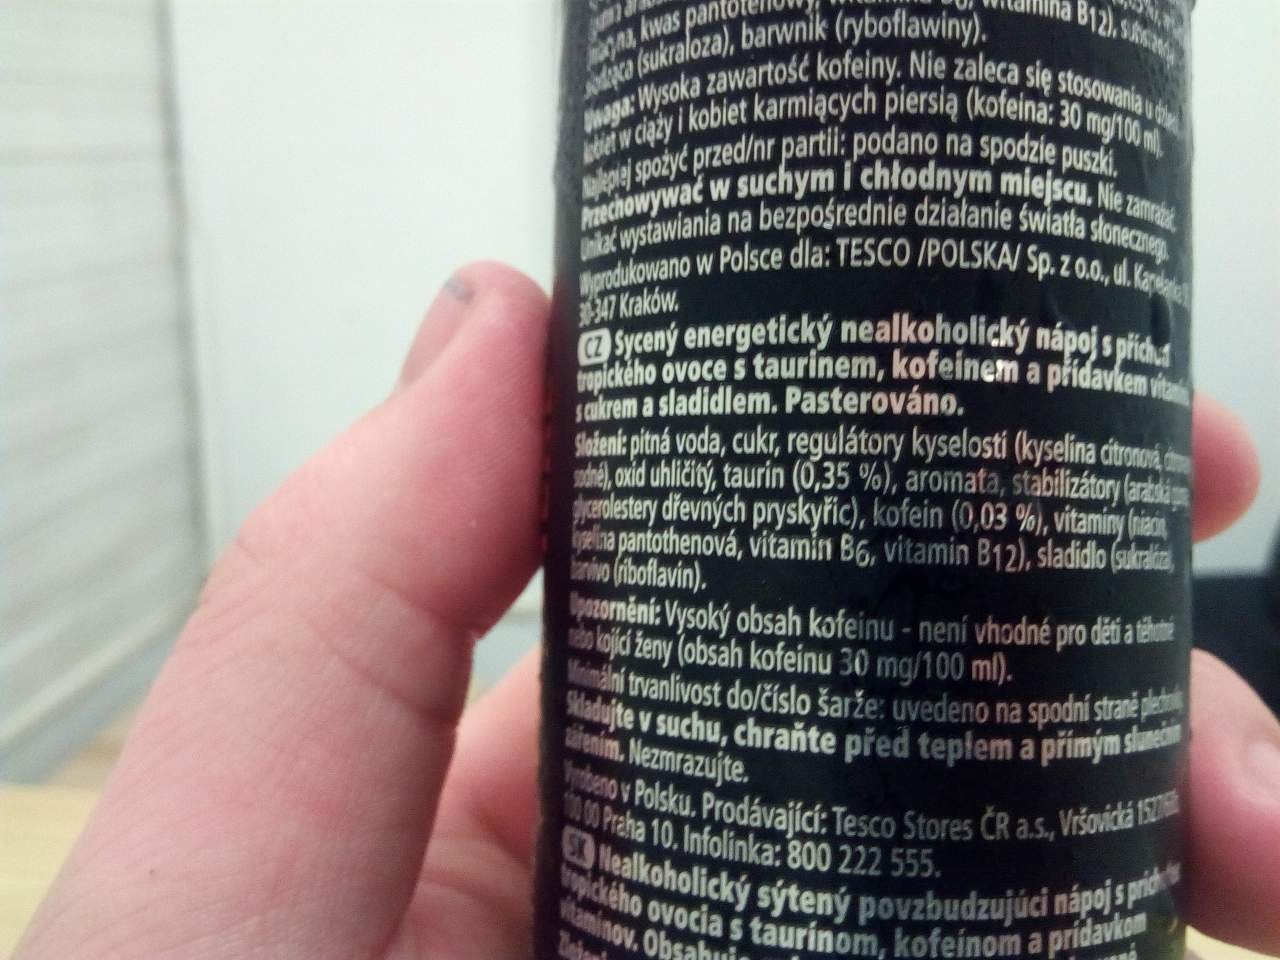 kwas pantotenowy, witamina B6, witamina B12),
(sukraloza), barwnik (ryboflawiny).
Uwaga: Wysoka zawartość kofeiny. Nie zaleca się stosowania u
kobiet w ciąży i kobiet karmiących piersią (kofeina: 30 mg/100 ml).
Najlepiej spożyć przed/nr partii: podano na spodzie puszki.
Przechowywać w suchym i chłodnym miejscu. Nie zamrażać.
Unikać wystawiania na bezpośrednie działanie światła słonecznego.
Wyprodukowano w Polsce dla: TESCO /POLSKA/ Sp. z o.o., ul.
30-347 Kraków.
CZ Sycený energetický nealkoholický nápoj s příchutí
tropického ovoce s taurinem, kofeinem a přídavkem
s cukrem a sladidlem. Pasterováno.
Složení: pitná voda, cukr, regulátory kyselosti (kyselina citronová,
sodné), oxid uhličitý, taurin (0,35 %), aromata, stabilizátory (arabská
glycerolestery dřevných pryskyřic), kofein (0,03 %), vitaminy (niacin,
kyselina pantothenová, vitamin B6, vitamin B12), sladidlo (sukralóza),
barvivo (riboflavin).
Upozornění: Vysoký obsah kofeinu - není vhodné pro děti a těhotné
nebo kojící ženy (obsah kofeinu 30 mg/100 ml).
Minimální trvanlivost do/číslo šarže: uvedeno na spodní straně plechovky
Skladujte v suchu, chraňte před teplem a přímým slunečním
zářením. Nezmrazujte.
Vyrobeno v Polsku. Prodávající: Tesco Stores ČR a.s., Vršovická
100 00 Praha 10. Infolinka: 800 222 555.
SK Nealkoholický sýtený povzbudzujúci nápoj s
tropického ovocia s taurínom, kofeínom a prídavkom
vitamínov.